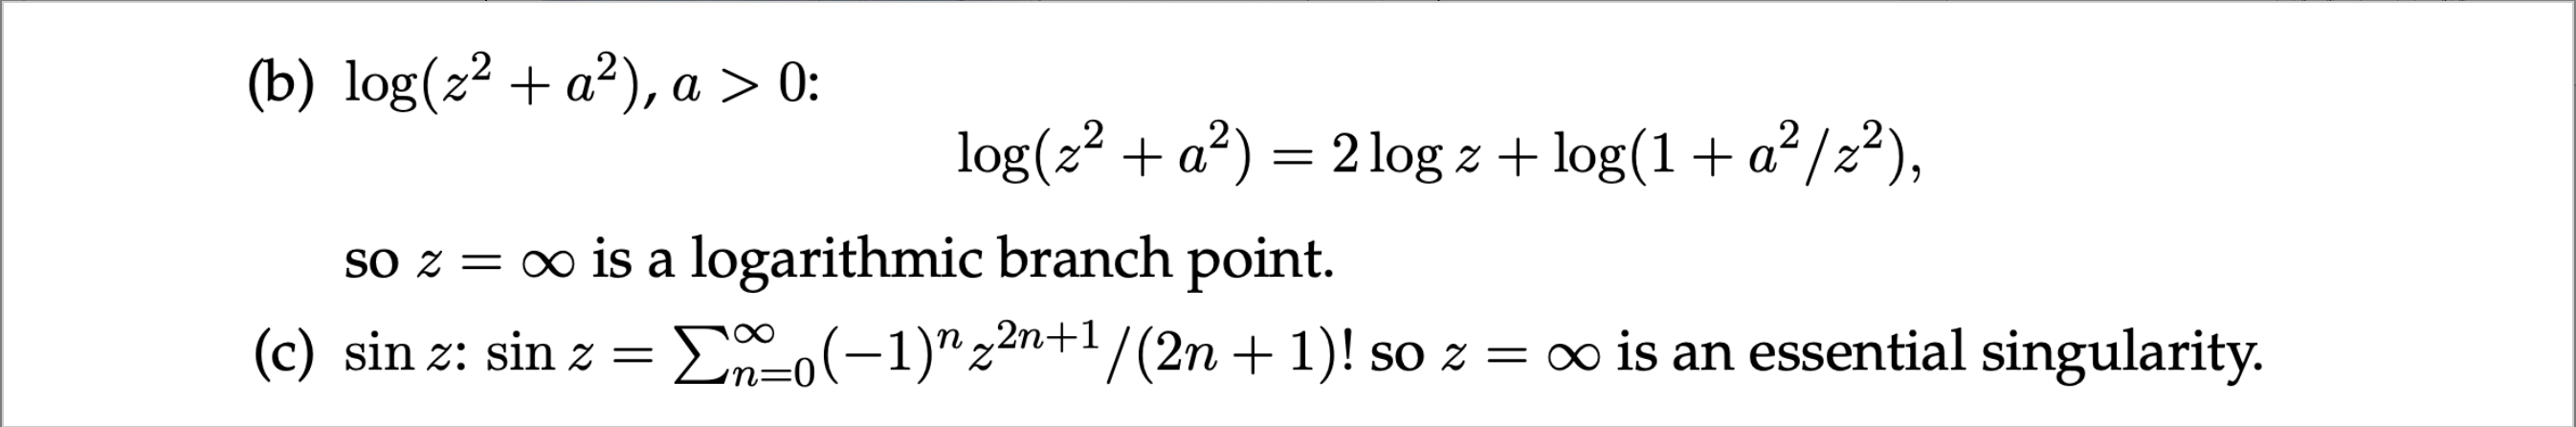 (b) log(z² + a²), a > 0:
log(z² + a²) = 2 log z + log(1 + a²/z²),
so z = ∞ is a logarithmic branch point.
(c) sin z: sin z = ∑_{n=0}^{∞}(−1)ⁿz²ⁿ⁺¹/(2n + 1)! so z = ∞ is an essential singularity.